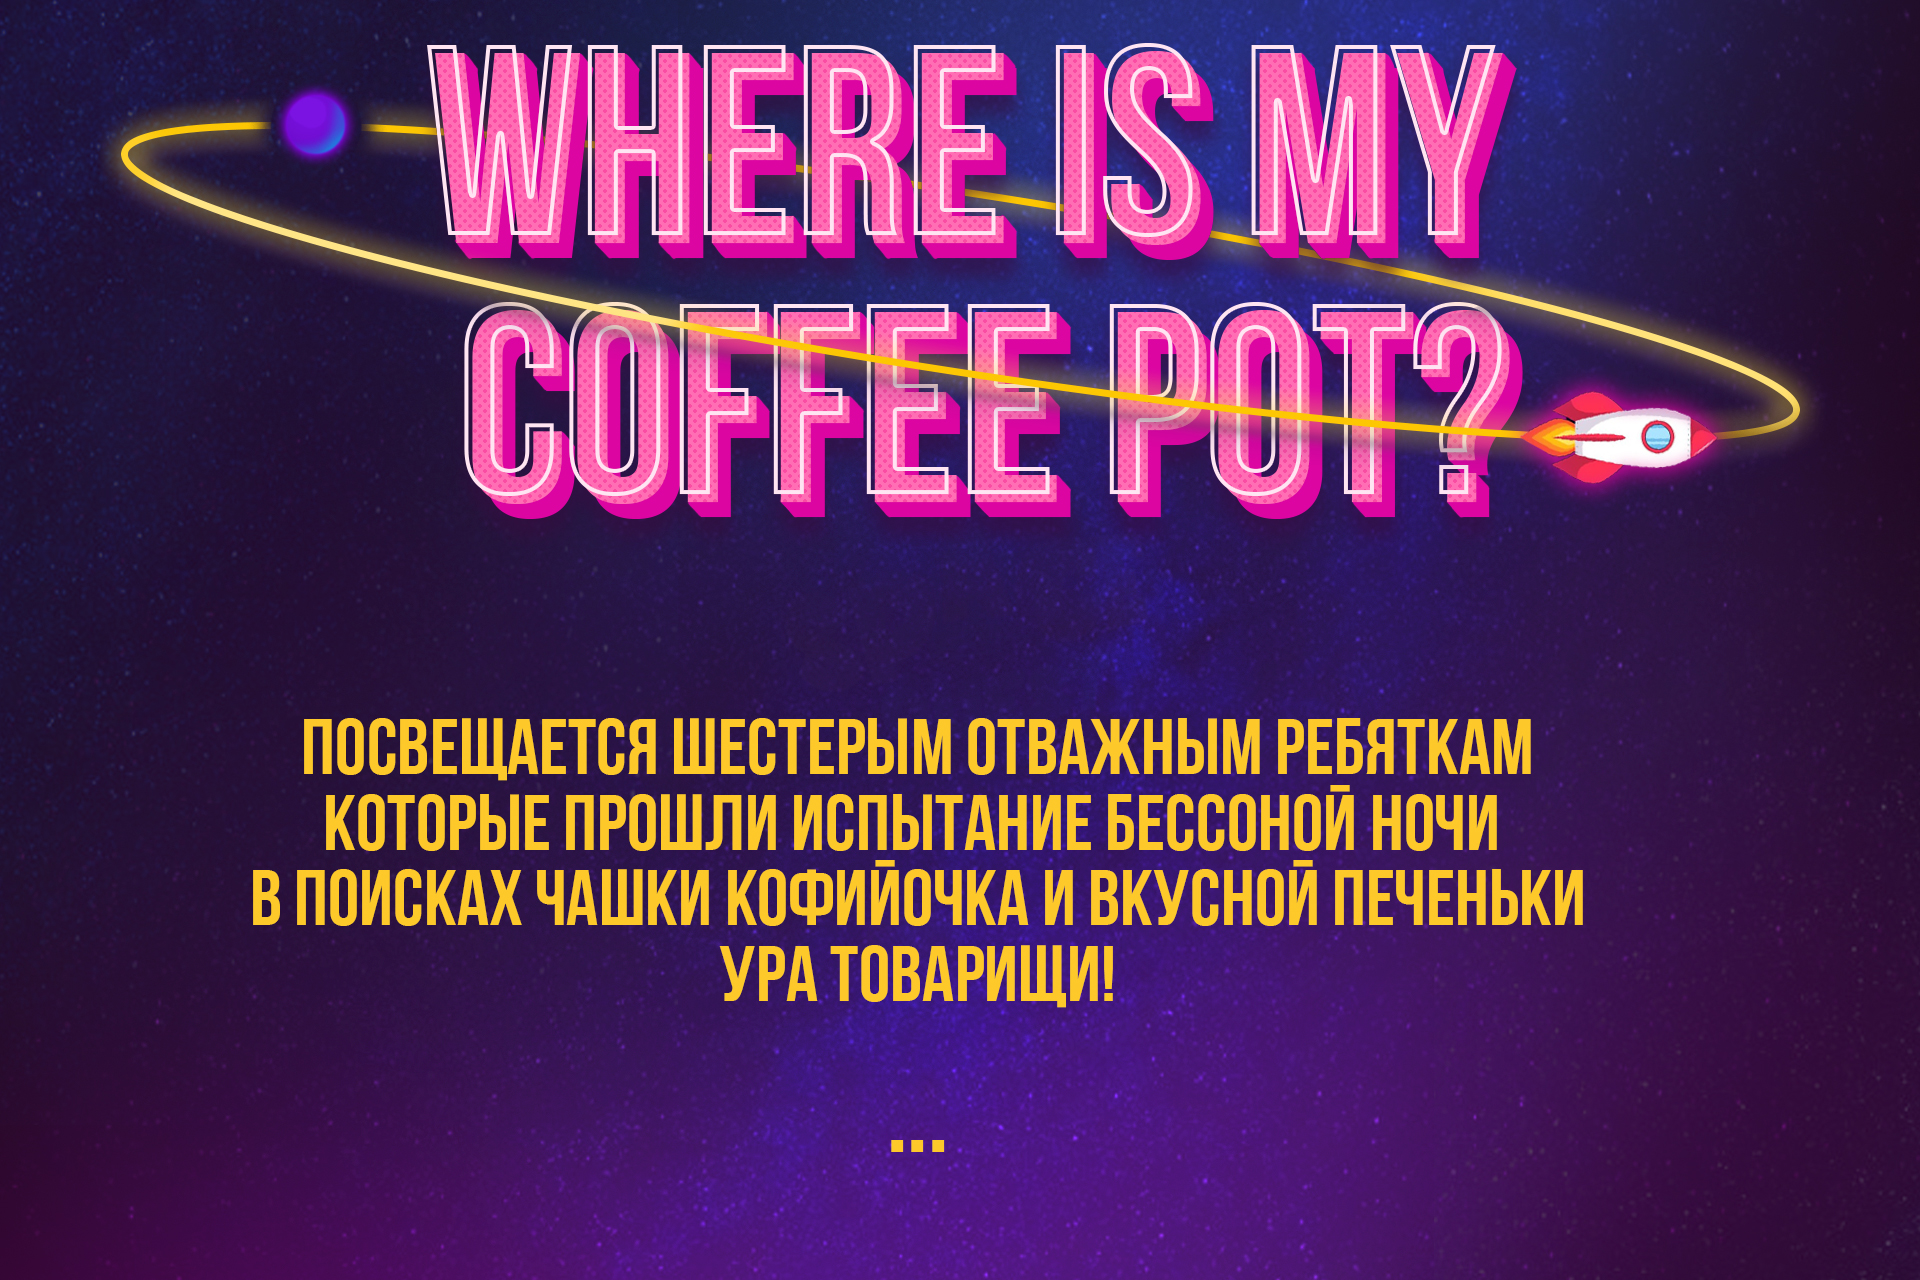 WHERE IS MY
COFFEE POT?
ПОСВЕЩАЕТСЯ ШЕСТЕРЫМ ОТВАЖНЫМ РЕБЯТКАМ
КОТОРЫЕ ПРОШЛИ ИСПЫТАНИЕ БЕССОНОЙ НОЧИ
В ПОИСКАХ ЧАШКИ КОФИЙОЧКА И ВКУСНОЙ ПЕЧЕНЬКИ
УРА ТОВАРИЩИ!
...